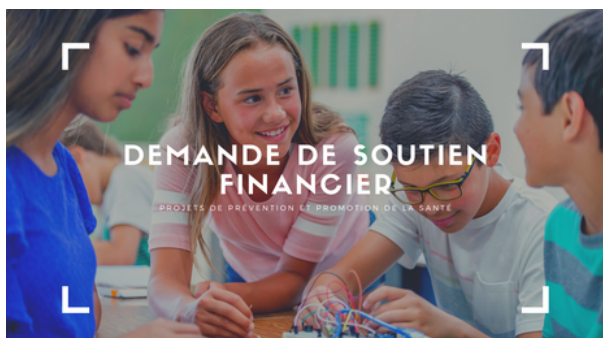 DEMANDE DE SOUTIEN
FINANCIER
PROJETS DE PRÉVENTION ET PROMOTION DE LA SANTÉ